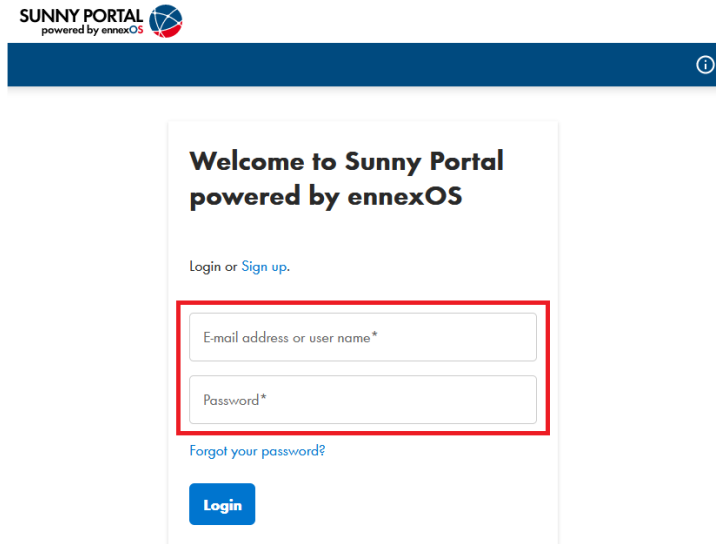 SUNNY PORTAL
powered by ennexOS
Welcome to Sunny Portal
powered by ennexOS
Login or Sign up.
E-mail address or user name*
Password*
Forgot your password?
Login